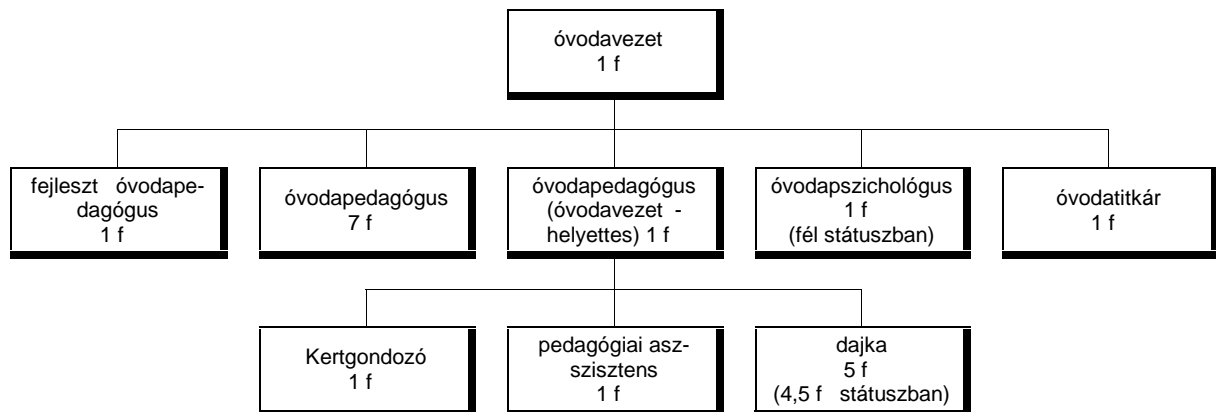 óvodavezet
1 f
fejleszt óvodape-
dagógus
1 f
óvodapedagógus
7 f
óvodapedagógus
(óvodavezet -
helyettes) 1 f
óvodapszichológus
1 f
(fél státuszban)
óvodatitkár
1 f
Kertgondozó
1 f
pedagógiai asz-
szisztens
1 f
dajka
5 f
(4,5 f státuszban)